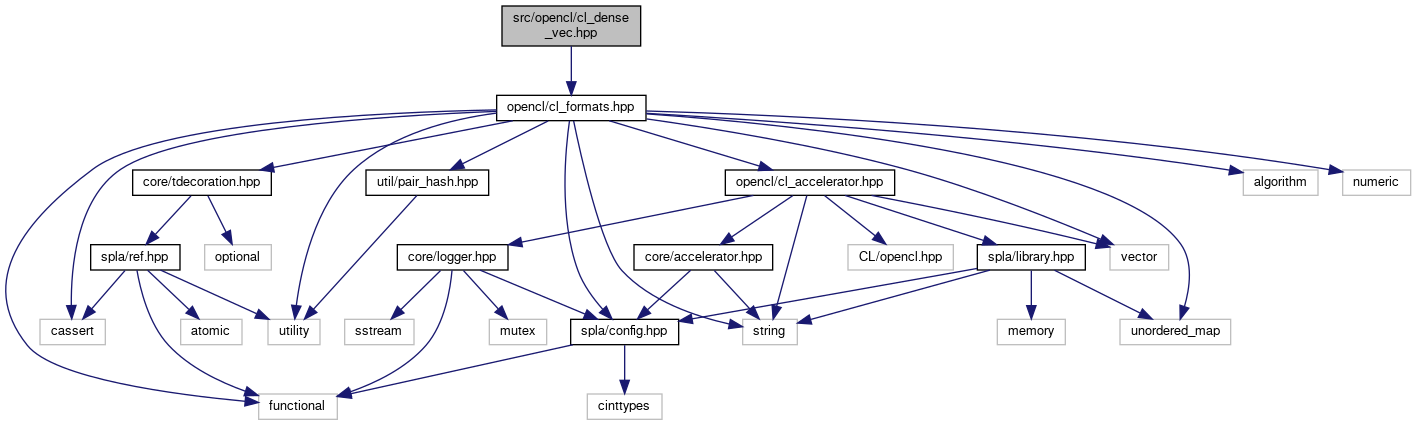 src/opencl/cl_dense
_vec.hpp
opencl/cl_formats.hpp
core/tdecoration.hpp
util/pair_hash.hpp
opencl/cl_accelerator.hpp
algorithm
numeric
spla/ref.hpp
optional
core/logger.hpp
core/accelerator.hpp
CL/opencl.hpp
spla/library.hpp
vector
cassert
atomic
utility
sstream
mutex
spla/config.hpp
string
memory
unordered_map
functional
cinttypes